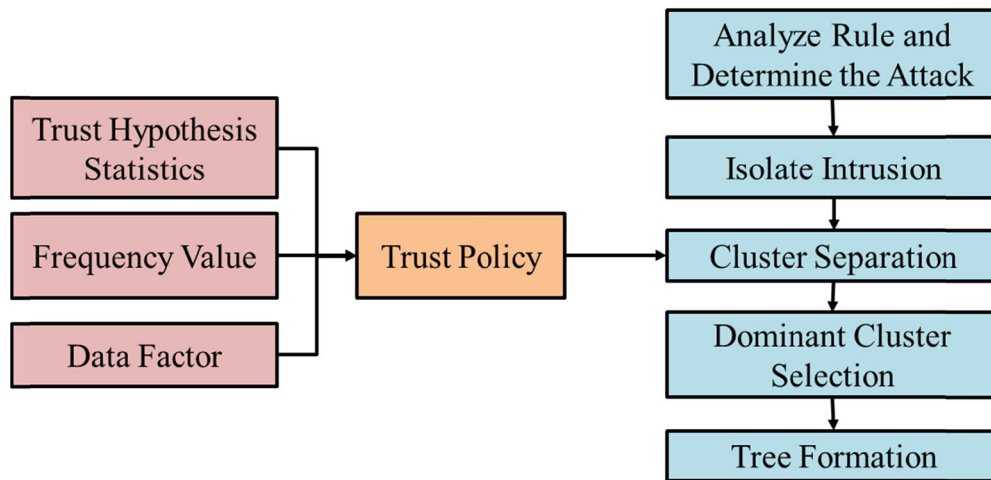 Trust Hypothesis
Statistics
Frequency Value
Data Factor
Trust Policy
Analyze Rule and
Determine the Attack
Isolate Intrusion
Cluster Separation
Dominant Cluster
Selection
Tree Formation